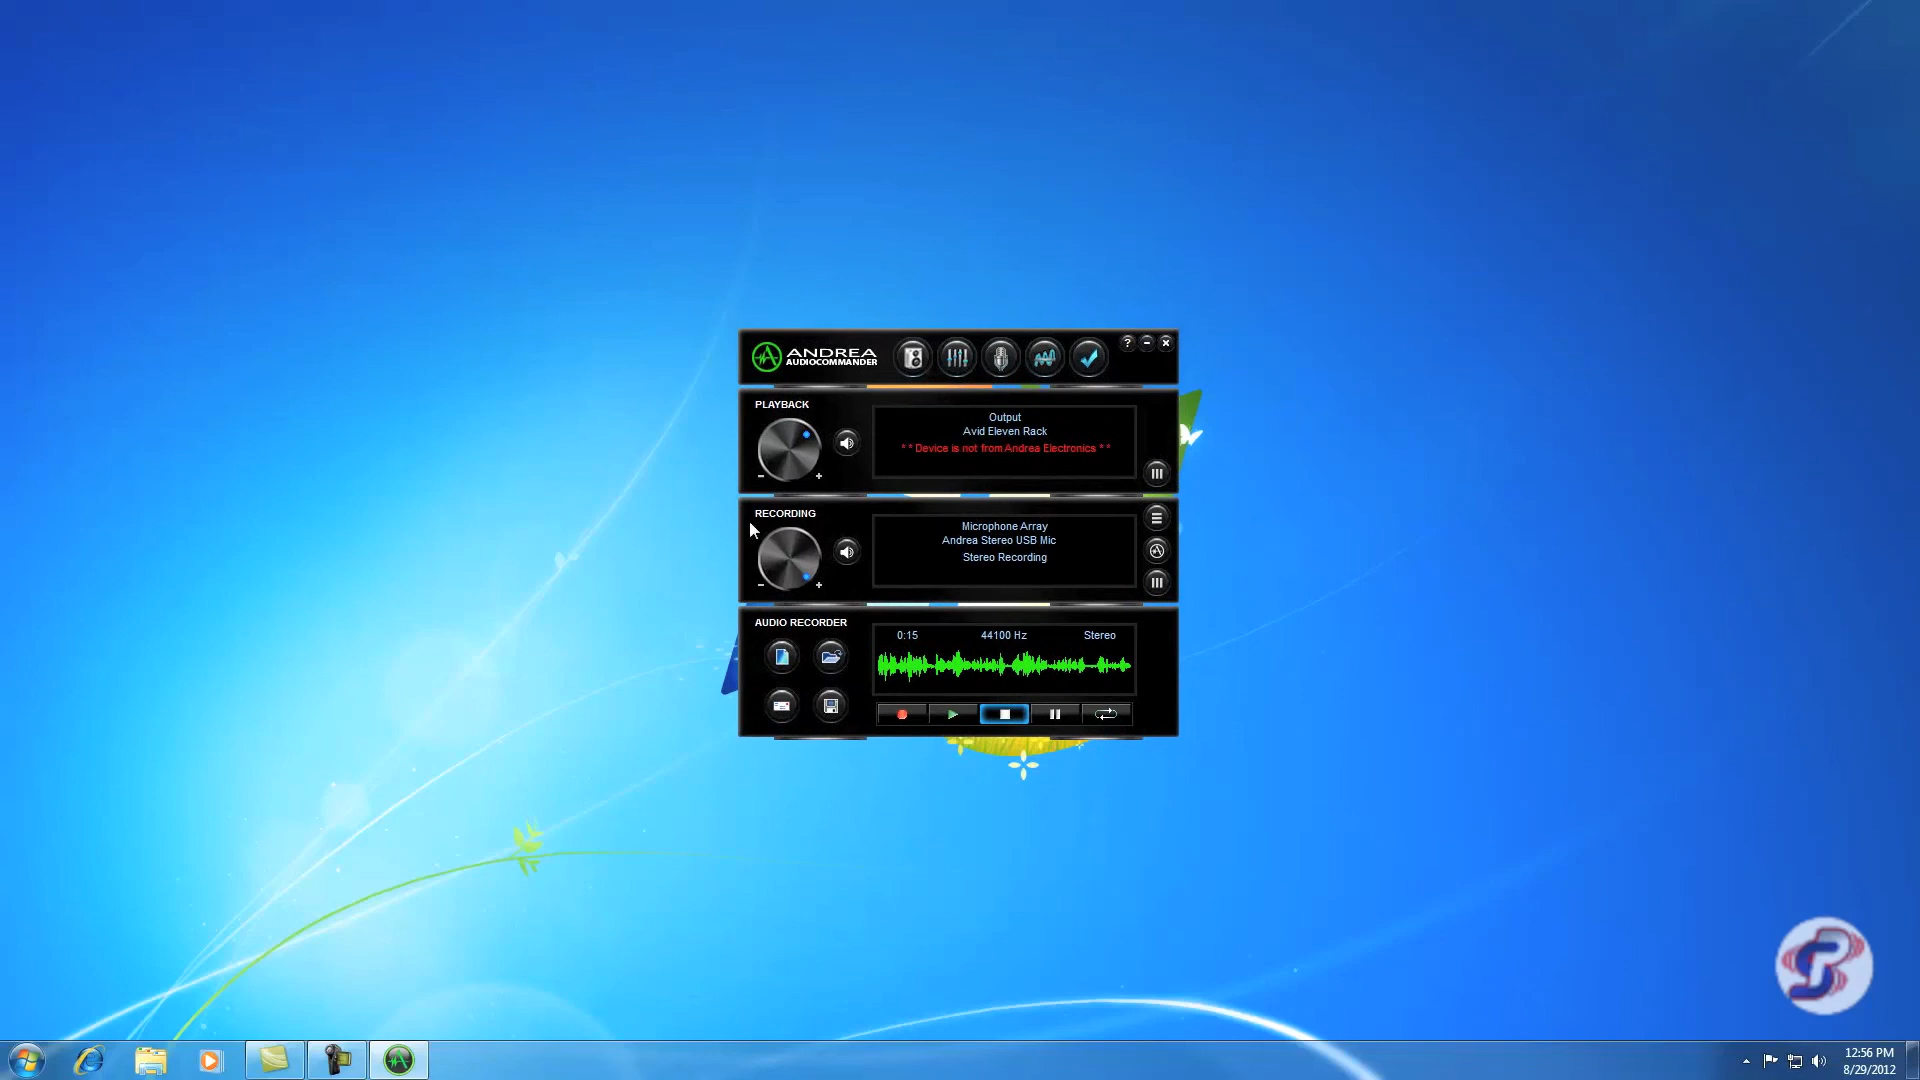 ANDREA
AUDIOCOMMANDER
?
PLAYBACK
Output
Avid Eleven Rack
* * Device is not from Andrea Electronics * *
- +
RECORDING
Microphone Array
Andrea Stereo USB Mic
Stereo Recording
- +
AUDIO RECORDER
0:15 44100 Hz Stereo
12:56 PM
8/29/2012